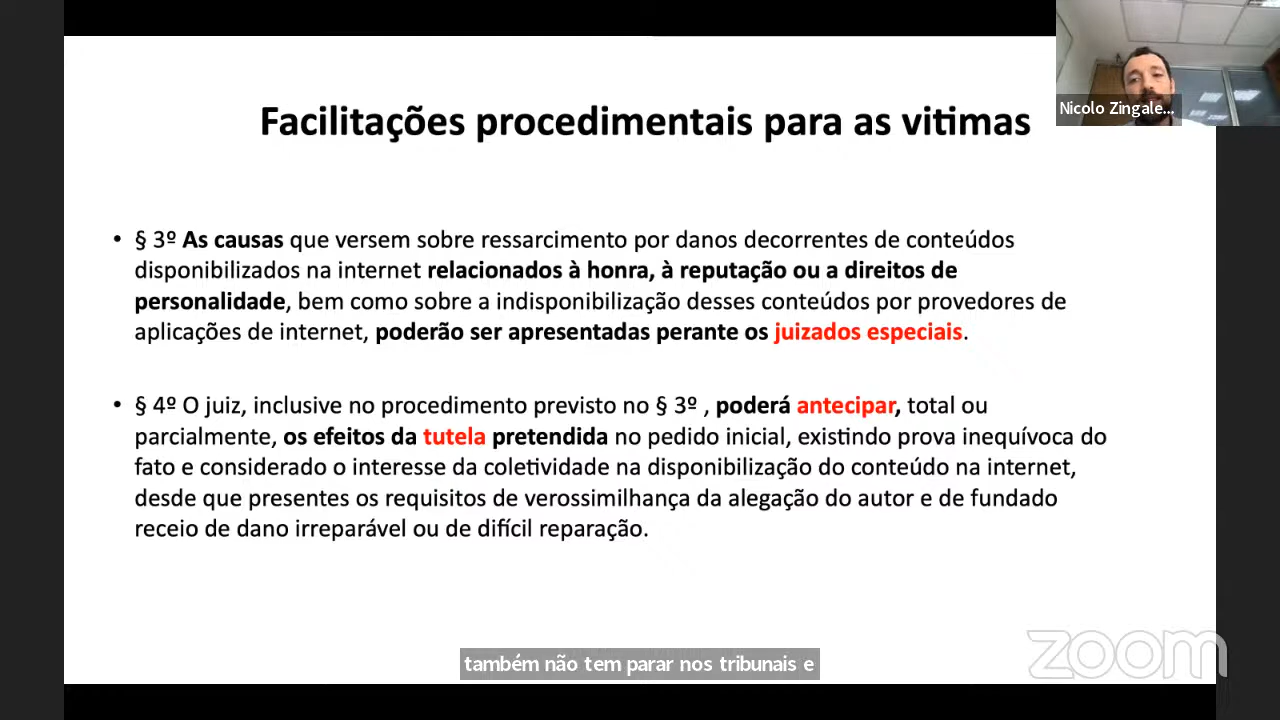 Facilitações procedimentais para as vitimas
Nicolo Zingale...
• § 3º As causas que versem sobre ressarcimento por danos decorrentes de conteúdos
disponibilizados na internet relacionados à honra, à reputação ou a direitos de
personalidade, bem como sobre a indisponibilização desses conteúdos por provedores de
aplicações de internet, poderão ser apresentadas perante os juizados especiais.
• § 4º O juiz, inclusive no procedimento previsto no § 3º , poderá antecipar, total ou
parcialmente, os efeitos da tutela pretendida no pedido inicial, existindo prova inequívoca do
fato e considerado o interesse da coletividade na disponibilização do conteúdo na internet,
desde que presentes os requisitos de verossimilhança da alegação do autor e de fundado
receio de dano irreparável ou de difícil reparação.
também não tem parar nos tribunais e
zoom